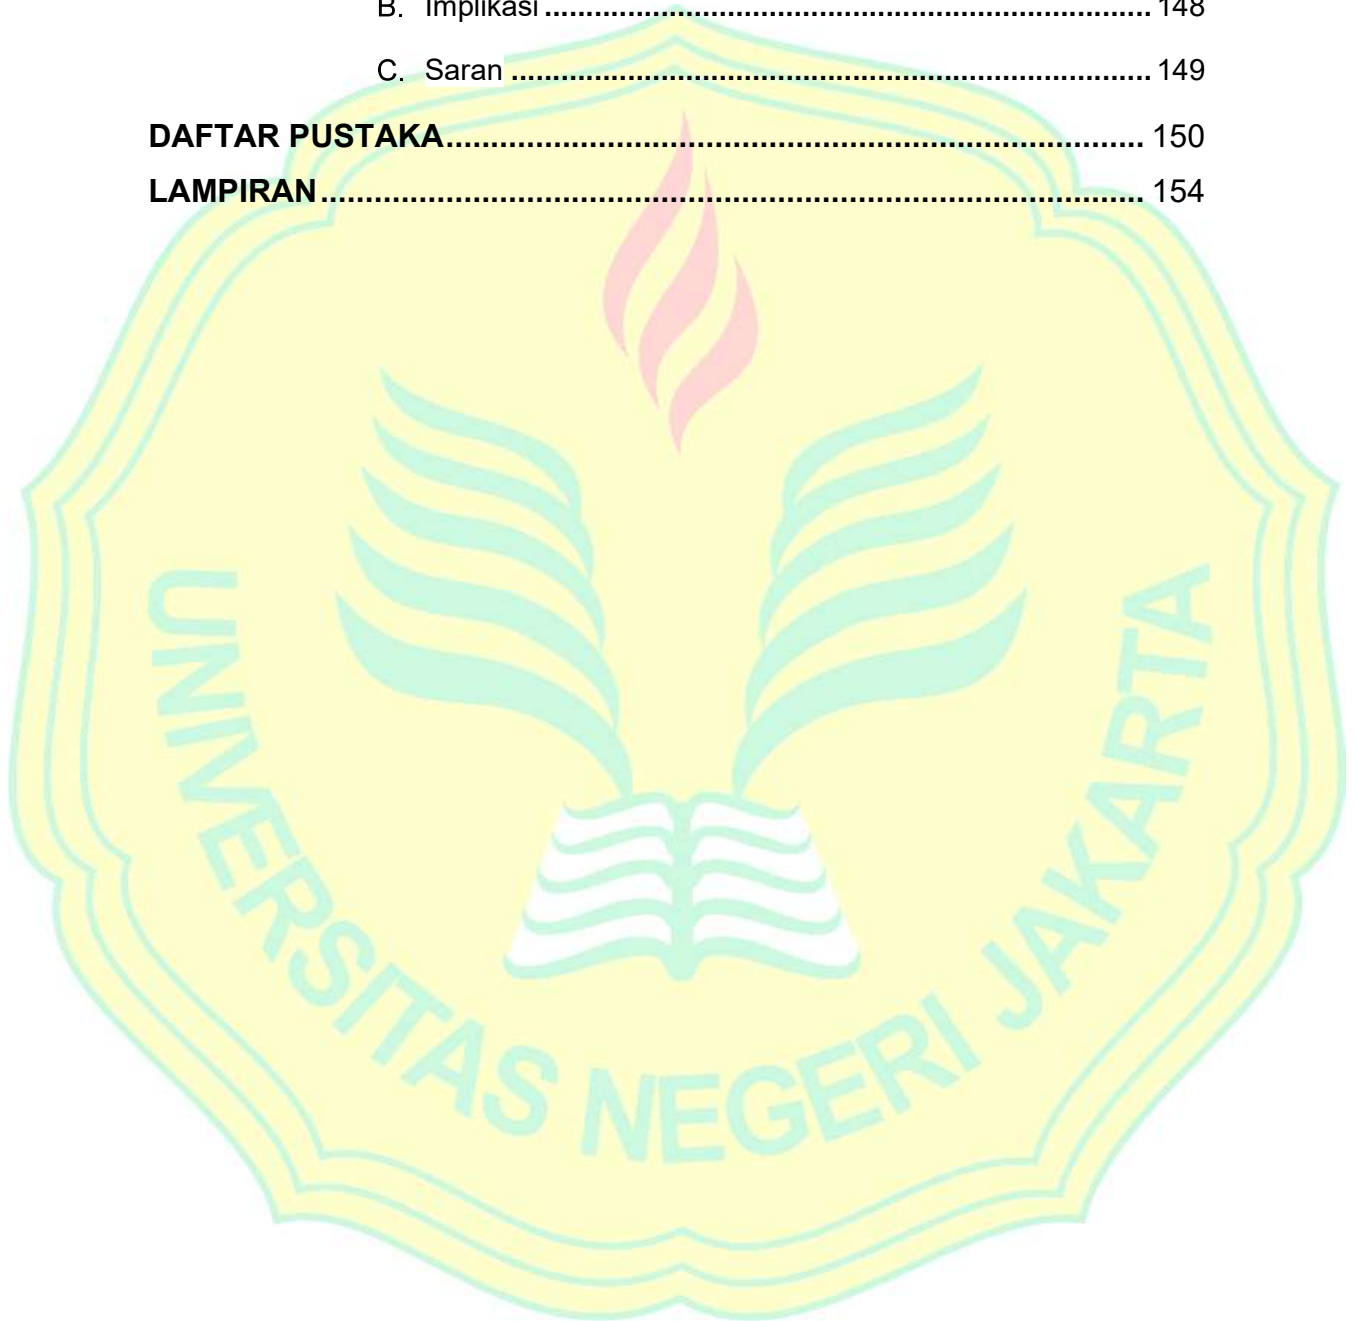 B. Implikasi ........................................................................ 148
C. Saran ............................................................................ 149
DAFTAR PUSTAKA.............................................................................. 150
LAMPIRAN............................................................................................ 154
UNIVERSITAS NEGERI JAKARTA